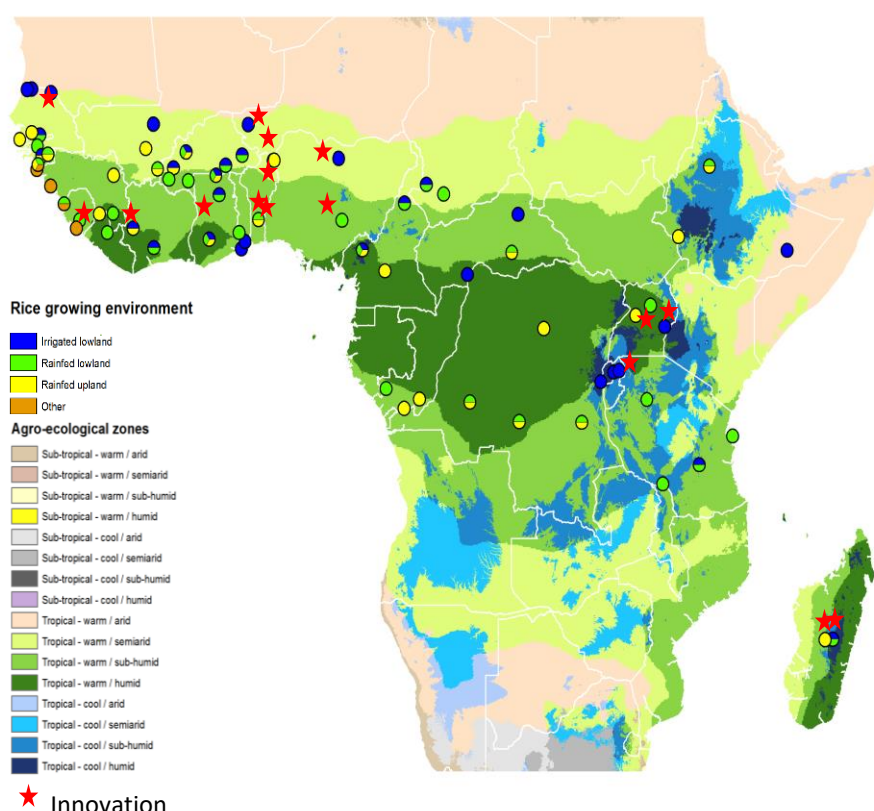 Rice growing environment
Irrigated lowland
Rainfed lowland
Rainfed upland
Other
Agro-ecological zones
Sub-tropical - warm / arid
Sub-tropical - warm / semiarid
Sub-tropical - warm / sub-humid
Sub-tropical - warm / humid
Sub-tropical - cool / arid
Sub-tropical - cool / semiarid
Sub-tropical - cool / sub-humid
Sub-tropical - cool / humid
Tropical - warm / arid
Tropical - warm / semiarid
Tropical - warm / sub-humid
Tropical - warm / humid
Tropical - cool / arid
Tropical - cool / semiarid
Tropical - cool / sub-humid
Tropical - cool / humid
Innovation